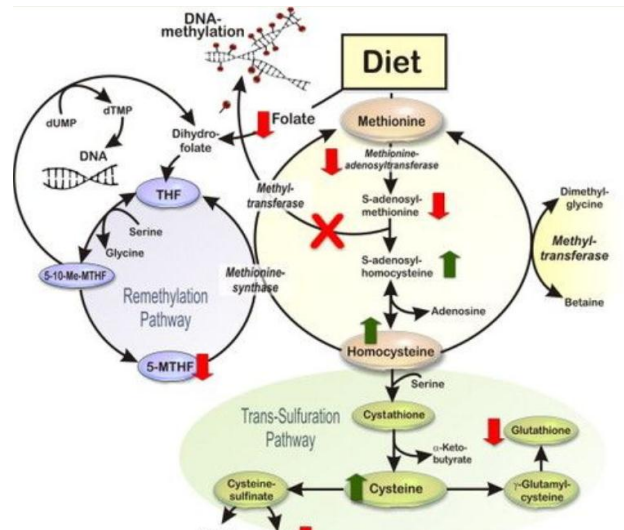 DNA-
methylation
Diet
dUMP
dTMP
Dihydro-
folate
Folate
DNA
Methionine
Methionine-
adenosyltransferase
THF
Methyl-
transferase
S-adenosyl-
methionine
Serine
Glycine
5-10-Me-MTHF
Remethylation
Pathway
Methionine-
synthase
S-adenosyl-
homocysteine
Adenosine
Dimethyl-
glycine
Methyl-
transferase
Betaine
5-MTHF
Homocysteine
Serine
Trans-Sulfuration
Pathway
Cystathione
α-Keto-
butyrate
Glutathione
Cysteine-
sulfinate
Cysteine
γ-Glutamyl-
cysteine